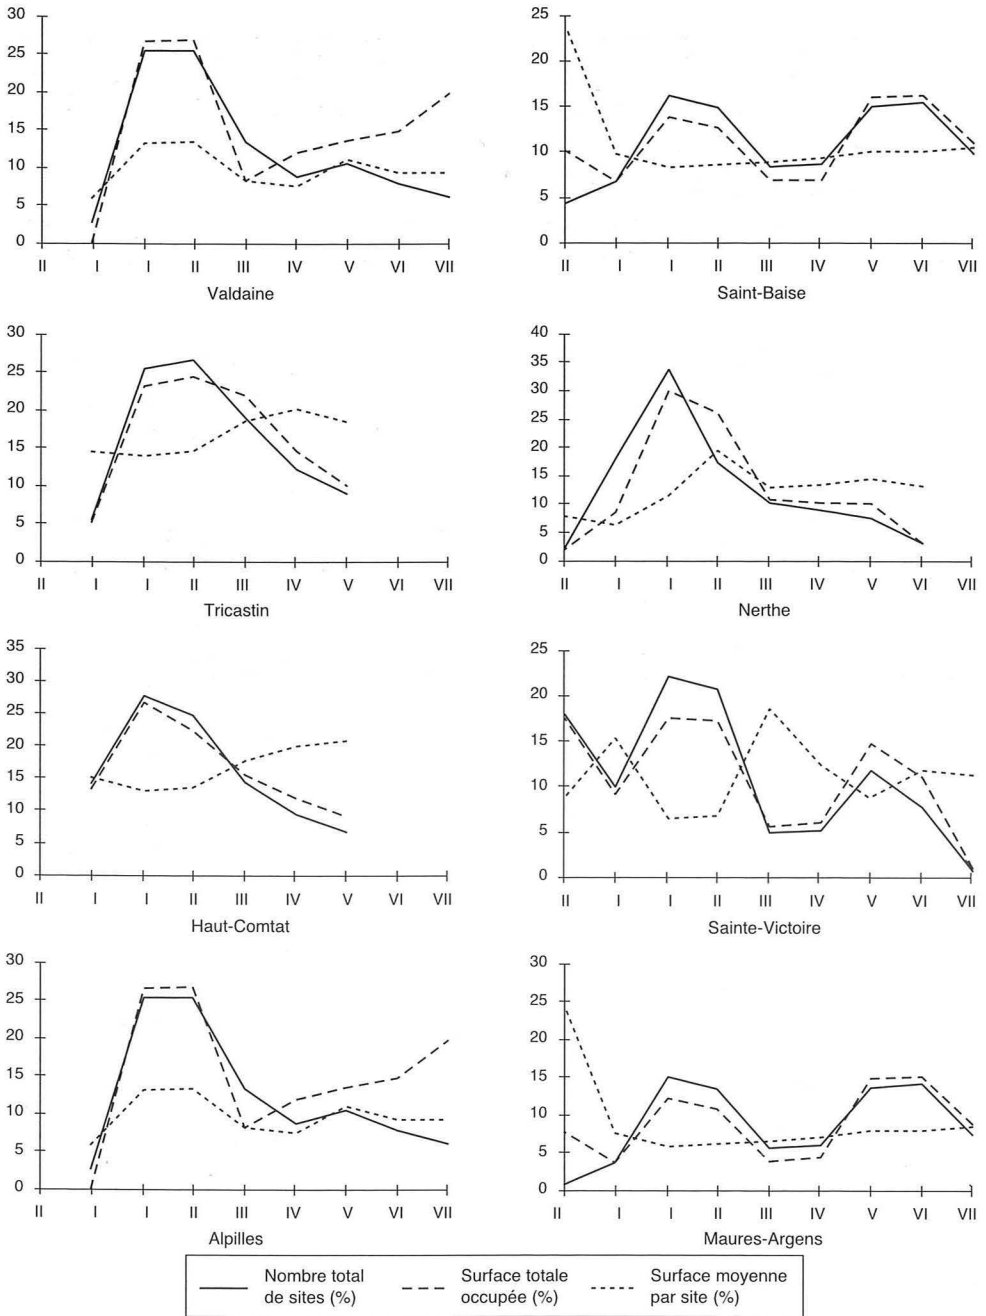 30
25
20
15
10
5
0
II I I II III IV V VI VII
Valdaine
25
20
15
10
5
0
II I I II III IV V VI VII
Saint-Baise
30
25
20
15
10
5
0
II I I II III IV V VI VII
Tricastin
40
35
30
25
20
15
10
5
0
II I I II III IV V VI VII
Nerthe
35
30
25
20
15
10
5
0
II I I II III IV V VI VII
Haut-Comtat
25
20
15
10
5
0
II I I II III IV V VI VII
Sainte-Victoire
30
25
20
15
10
5
0
II I I II III IV V VI VII
Alpilles
30
25
20
15
10
5
0
II I I II III IV V VI VII
Maures-Argens
Nombre total
de sites (%)
Surface totale
occupée (%)
Surface moyenne
par site (%)